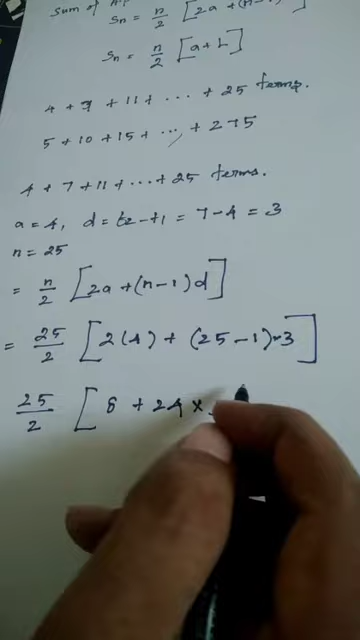 Sum of
Sn = n/2 [2a + (n-
Sn = n/2 [a+L]
4 + 7 + 11 + ... + 25 terms.
5 + 10 + 15 + ..., + 275
4 + 7 + 11 + ... + 25 terms.
a = 4, d = t2 - t1 = 7 - 4 = 3
n = 25
= n/2 [2a + (n-1)d]
= 25/2 [2(4) + (25-1)×3]
25/2 [8 + 24 ×